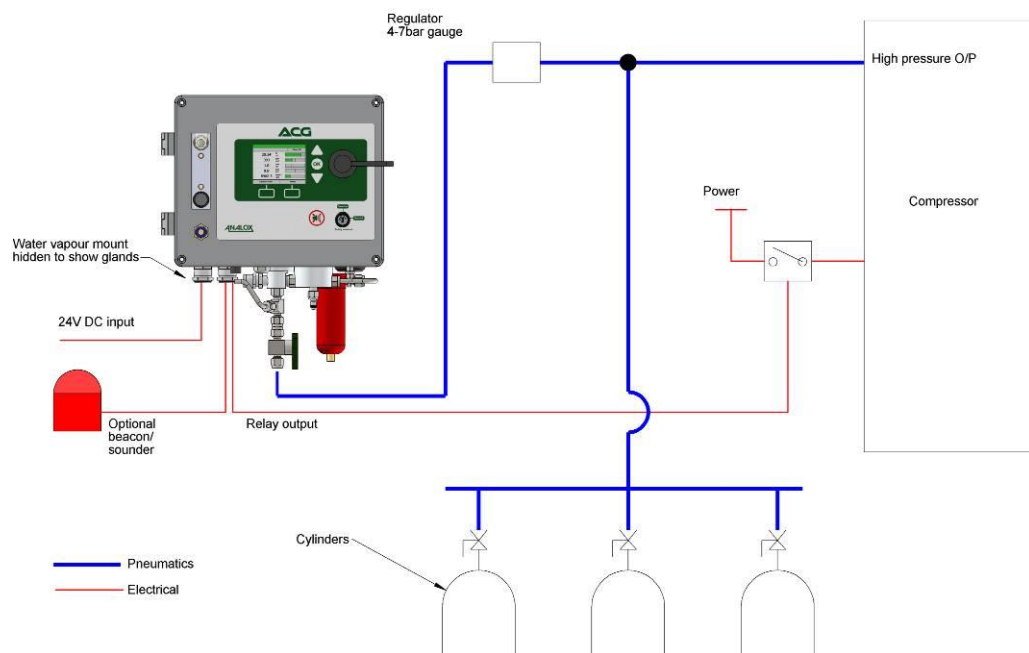 Regulator
4-7bar gauge
High pressure O/P
ACG
OK
Power
Compressor
ANALOX
Water vapour mount
hidden to show glands
24V DC input
Optional
beacon/
sounder
Relay output
Cylinders
Pneumatics
Electrical